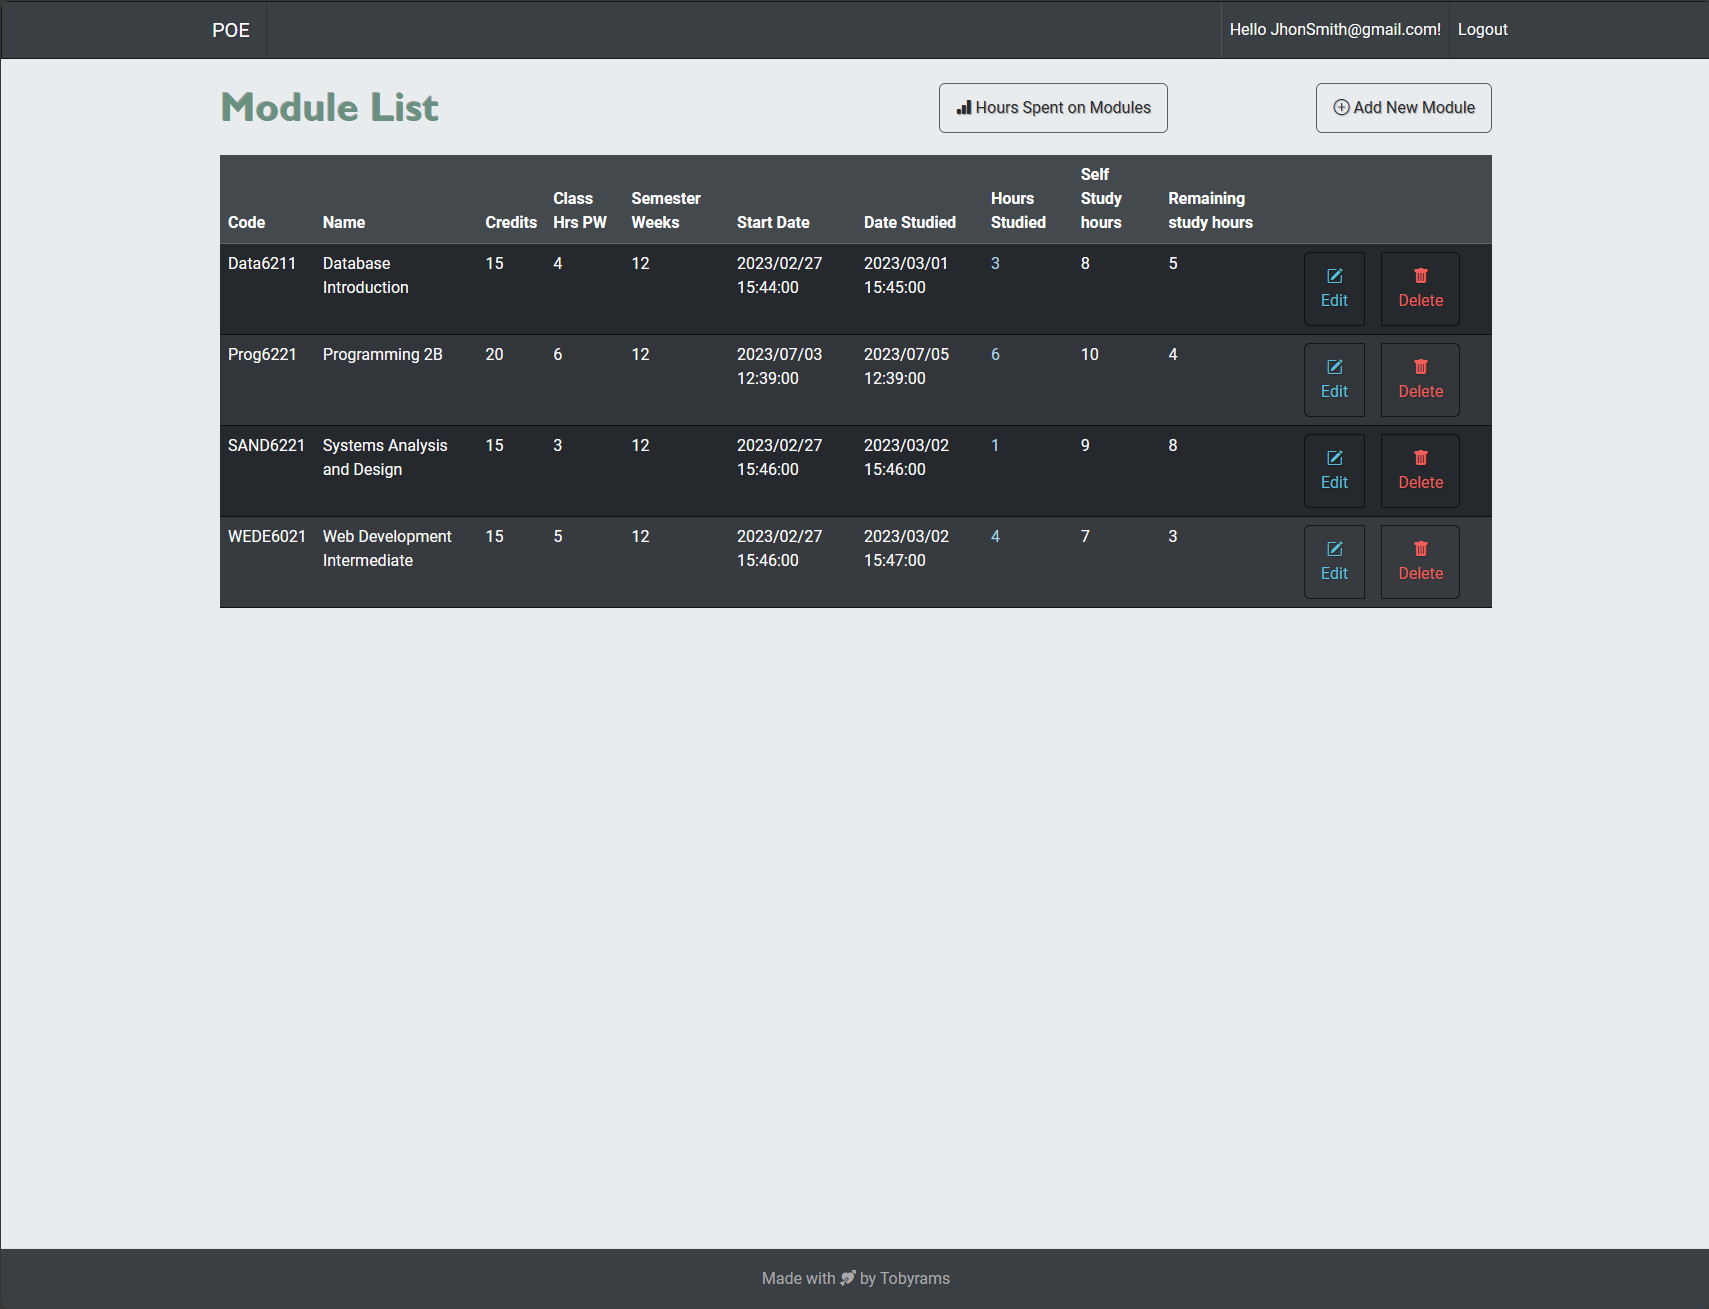 POE
Hello JhonSmith@gmail.com!
Logout
Module List
Hours Spent on Modules
Add New Module
Code
Name
Credits
Class
Hrs PW
Semester
Weeks
Start Date
Date Studied
Hours
Studied
Self
Study
hours
Remaining
study hours
Data6211
Database
Introduction
15
4
12
2023/02/27
15:44:00
2023/03/01
15:45:00
3
8
5
Edit
Delete
Prog6221
Programming 2B
20
6
12
2023/07/03
12:39:00
2023/07/05
12:39:00
6
10
4
Edit
Delete
SAND6221
Systems Analysis
and Design
15
3
12
2023/02/27
15:46:00
2023/03/02
15:46:00
1
9
8
Edit
Delete
WEDE6021
Web Development
Intermediate
15
5
12
2023/02/27
15:46:00
2023/03/02
15:47:00
4
7
3
Edit
Delete
Made with by Tobyrams